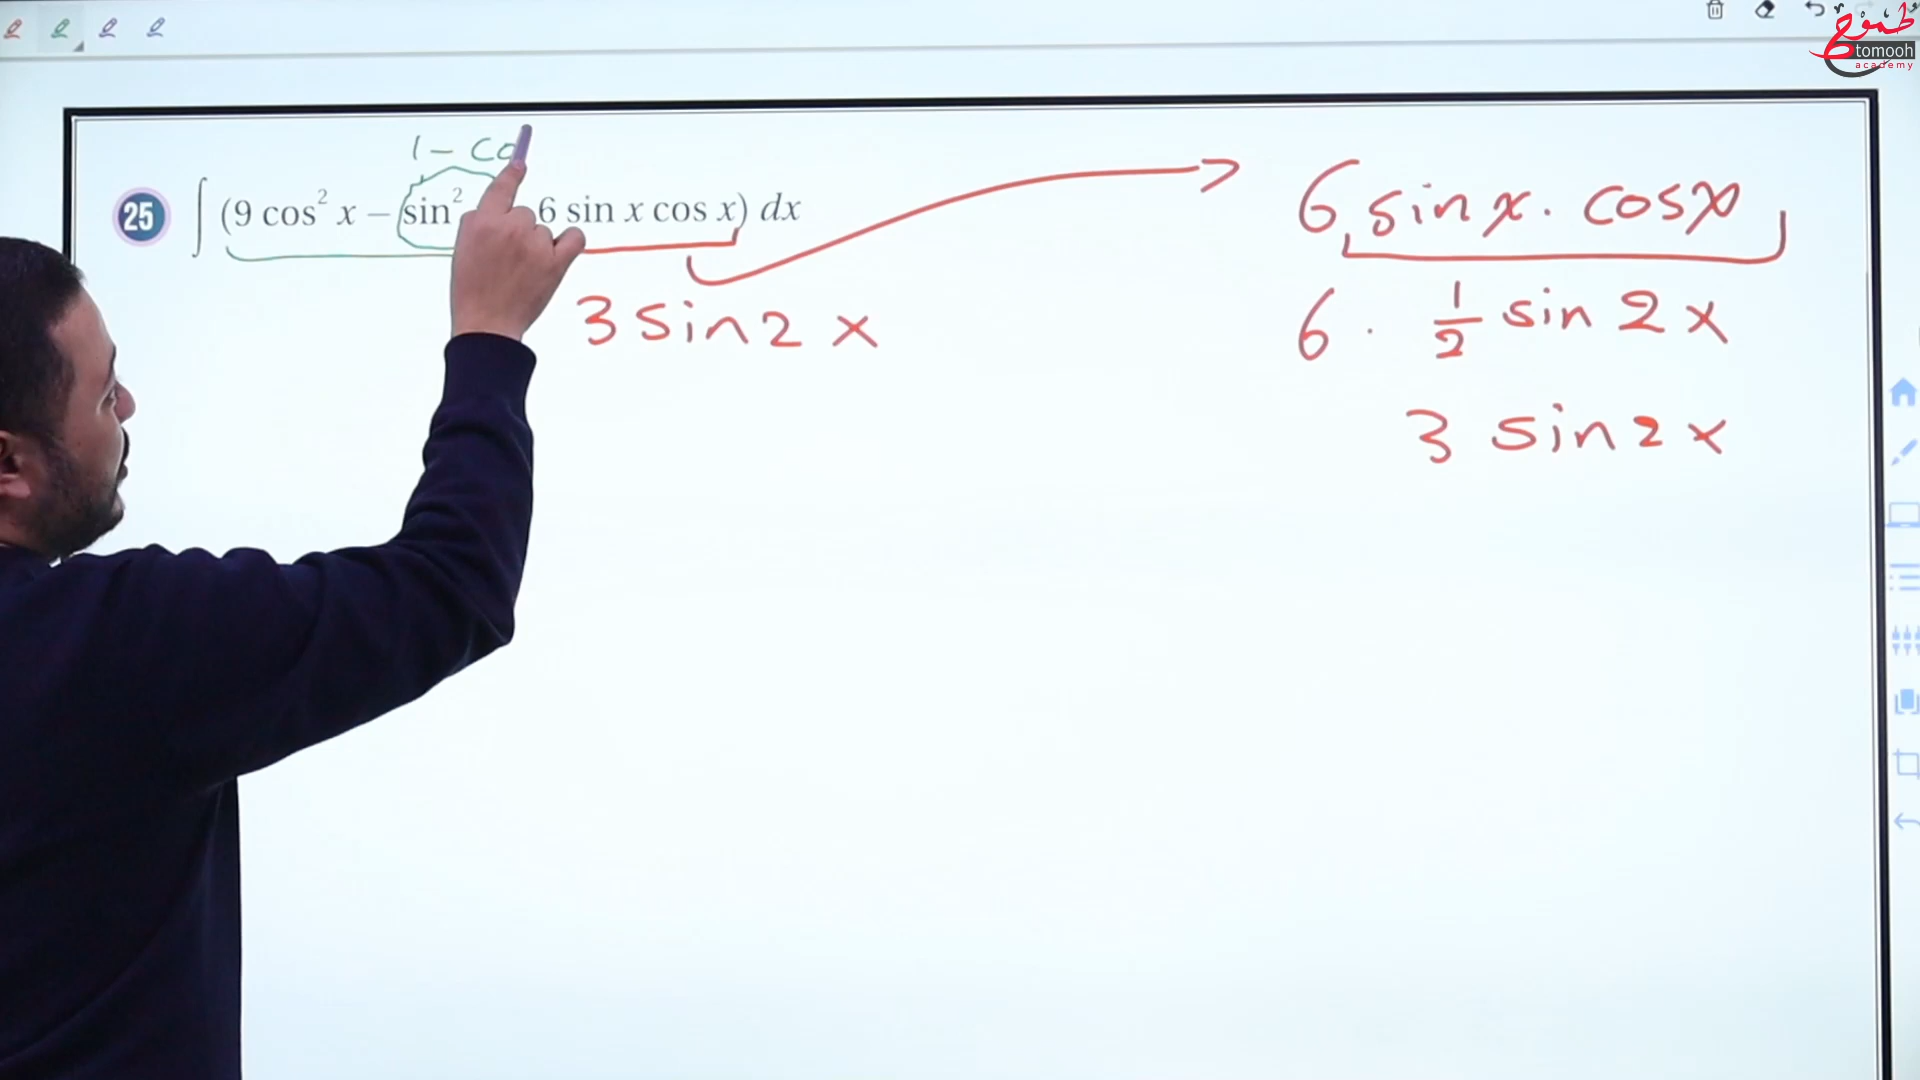 طموح
tomooh
academy
1 - co
25 ∫ (9 cos² x − sin² 6 sin x cos x) dx
3 sin 2 x
6 sin x . cos x
6 . 1/2 sin 2 x
3 sin 2 x